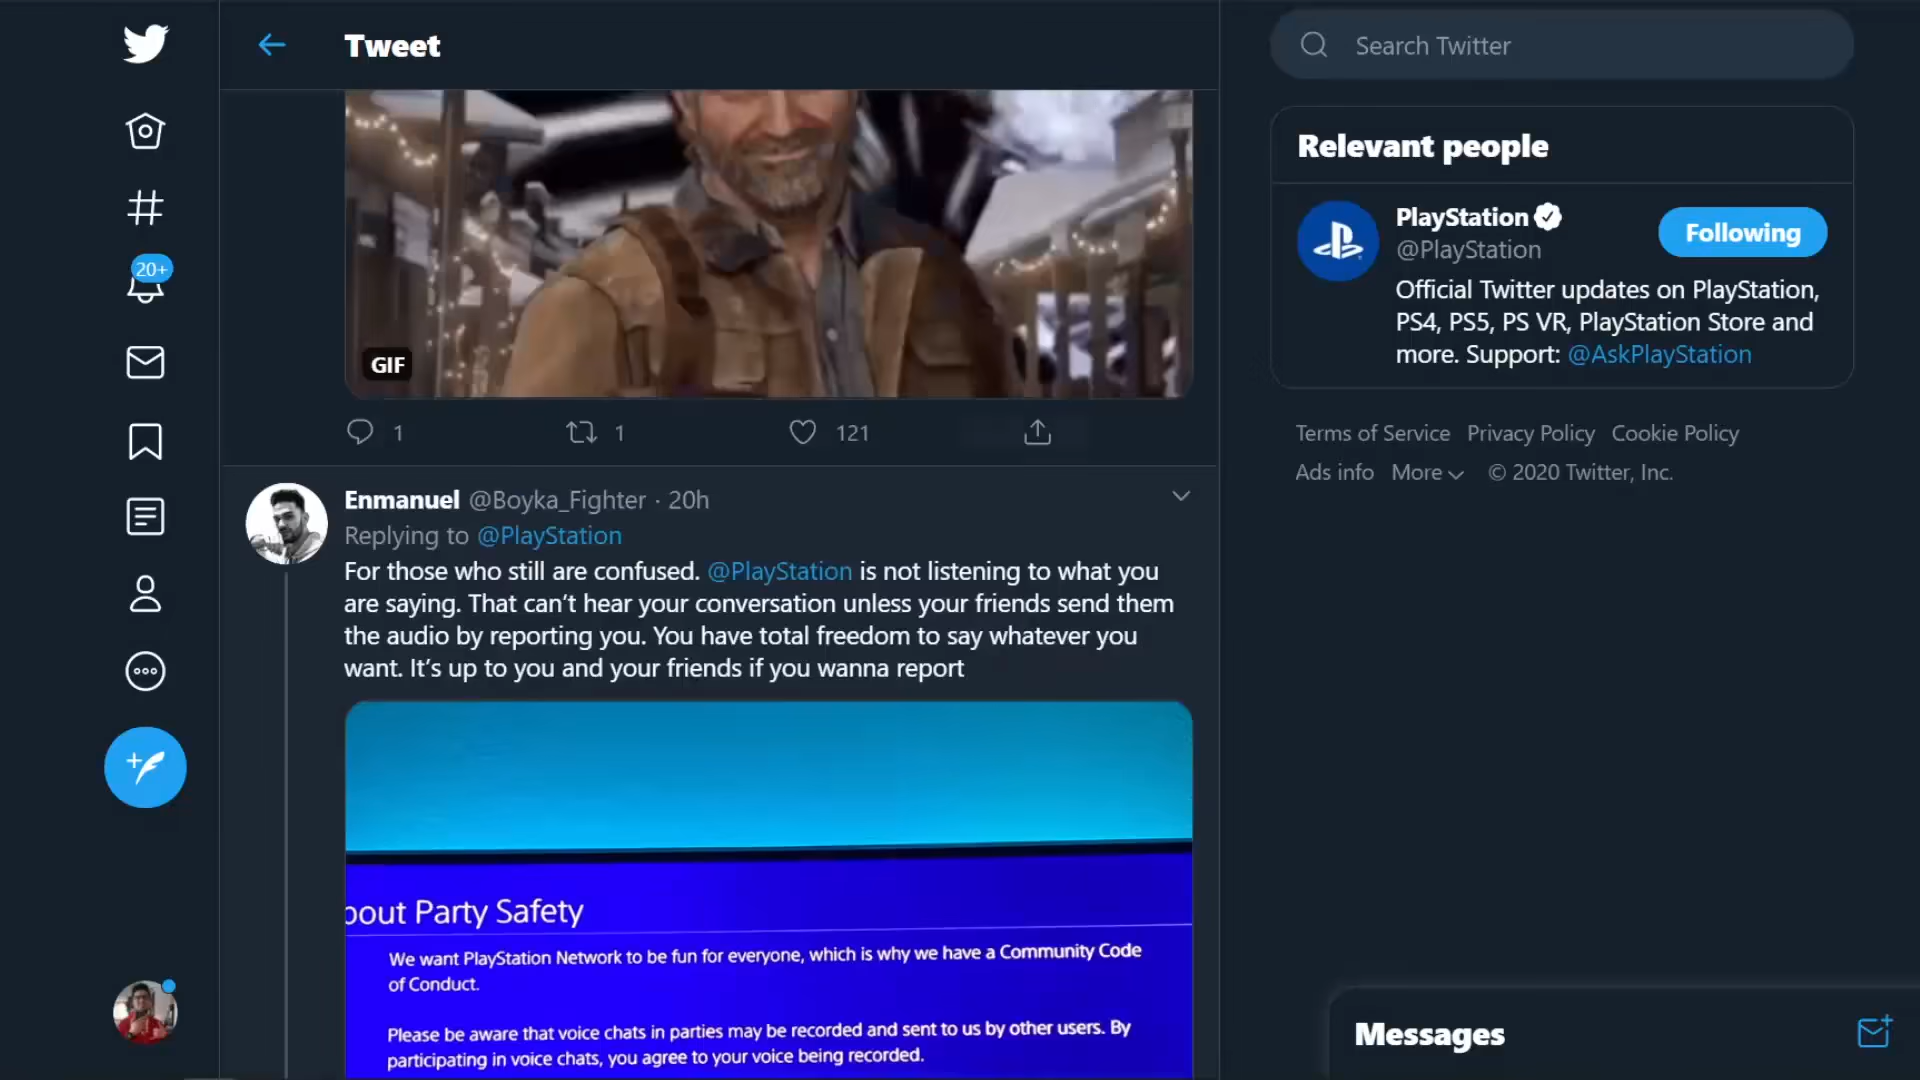 Tweet
Search Twitter
Relevant people
PlayStation
@PlayStation
Following
Official Twitter updates on PlayStation,
PS4, PS5, PS VR, PlayStation Store and
more. Support: @AskPlayStation
Terms of Service Privacy Policy Cookie Policy
Ads info More © 2020 Twitter, Inc.
20+
GIF
1 1 121
Enmanuel @Boyka_Fighter · 20h
Replying to @PlayStation
For those who still are confused. @PlayStation is not listening to what you
are saying. That can’t hear your conversation unless your friends send them
the audio by reporting you. You have total freedom to say whatever you
want. It’s up to you and your friends if you wanna report
bout Party Safety
We want PlayStation Network to be fun for everyone, which is why we have a Community Code
of Conduct.
Please be aware that voice chats in parties may be recorded and sent to us by other users. By
participating in voice chats, you agree to your voice being recorded.
Messages